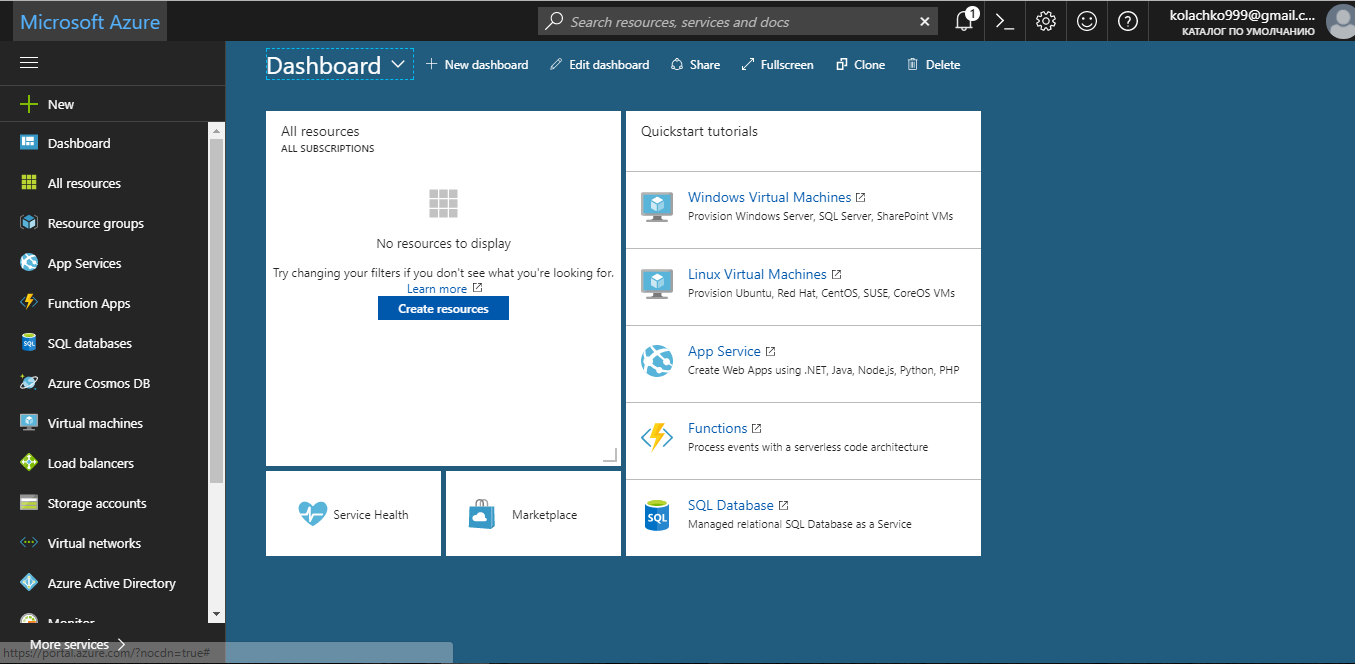 Microsoft Azure
Search resources, services and docs
1
kolachko999@gmail.c...
КАТАЛОГ ПО УМОЛЧАНИЮ
New
Dashboard
All resources
Resource groups
App Services
Function Apps
SQL databases
Azure Cosmos DB
Virtual machines
Load balancers
Storage accounts
Virtual networks
Azure Active Directory
Monitor
More services
https://portal.azure.com/?nocdn=true#
Dashboard
New dashboard
Edit dashboard
Share
Fullscreen
Clone
Delete
All resources
ALL SUBSCRIPTIONS
No resources to display
Try changing your filters if you don't see what you're looking for.
Learn more
Create resources
Service Health
Marketplace
Quickstart tutorials
Windows Virtual Machines
Provision Windows Server, SQL Server, SharePoint VMs
Linux Virtual Machines
Provision Ubuntu, Red Hat, CentOS, SUSE, CoreOS VMs
App Service
Create Web Apps using .NET, Java, Node.js, Python, PHP
Functions
Process events with a serverless code architecture
SQL
SQL Database
Managed relational SQL Database as a Service